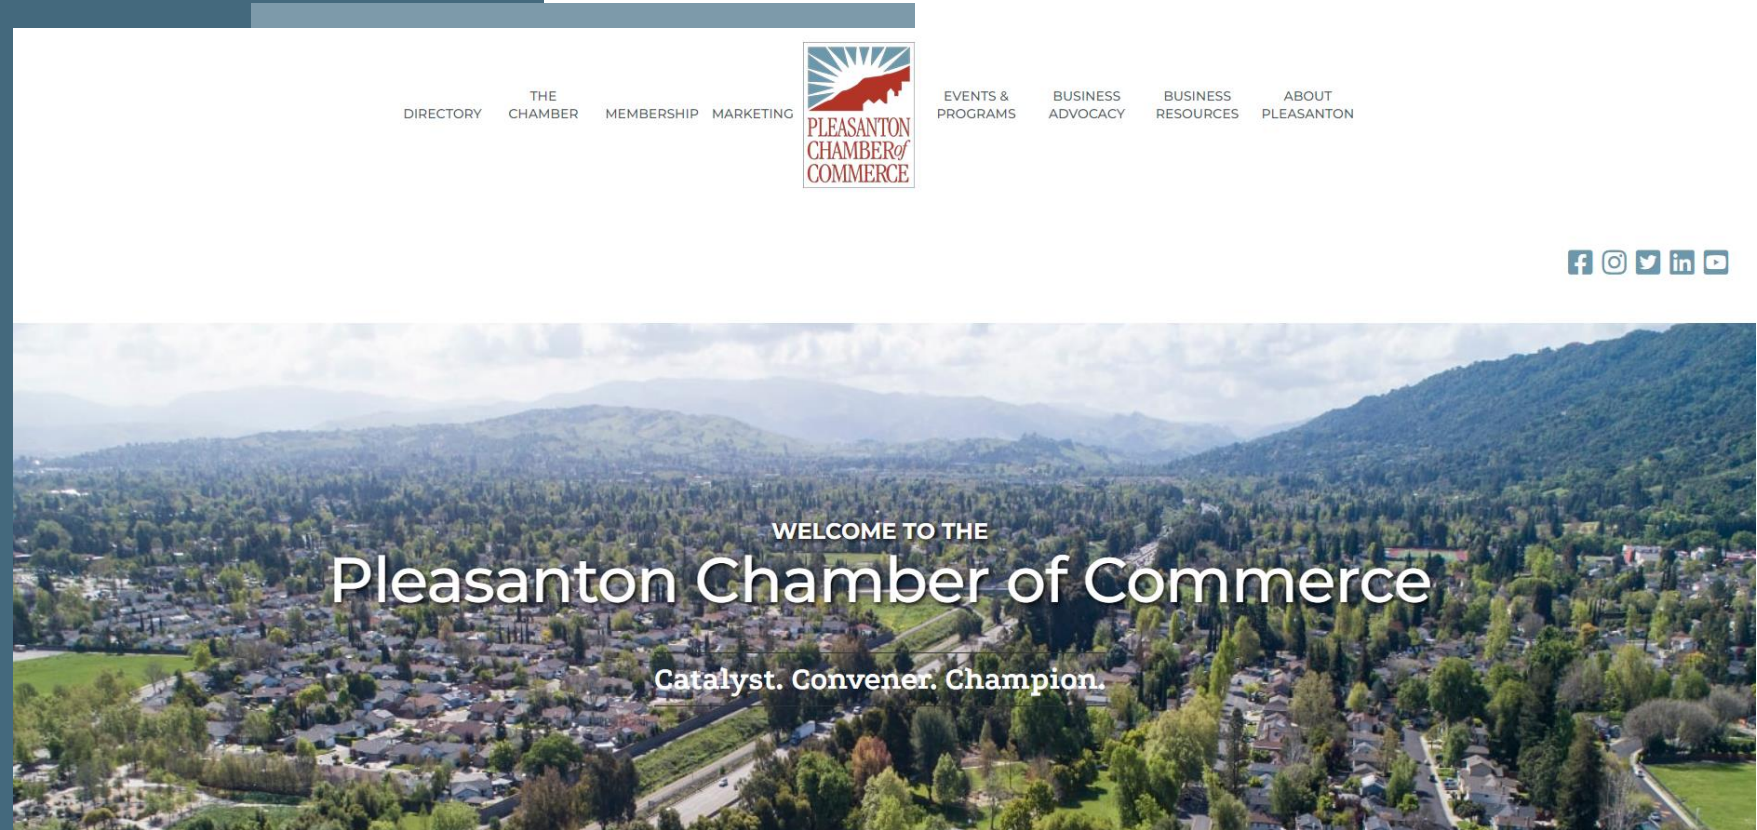 DIRECTORY
THE
CHAMBER
MEMBERSHIP
MARKETING
PLEASANTON
CHAMBER of
COMMERCE
EVENTS &
PROGRAMS
BUSINESS
ADVOCACY
BUSINESS
RESOURCES
ABOUT
PLEASANTON
WELCOME TO THE
Pleasanton Chamber of Commerce
Catalyst. Convener. Champion.